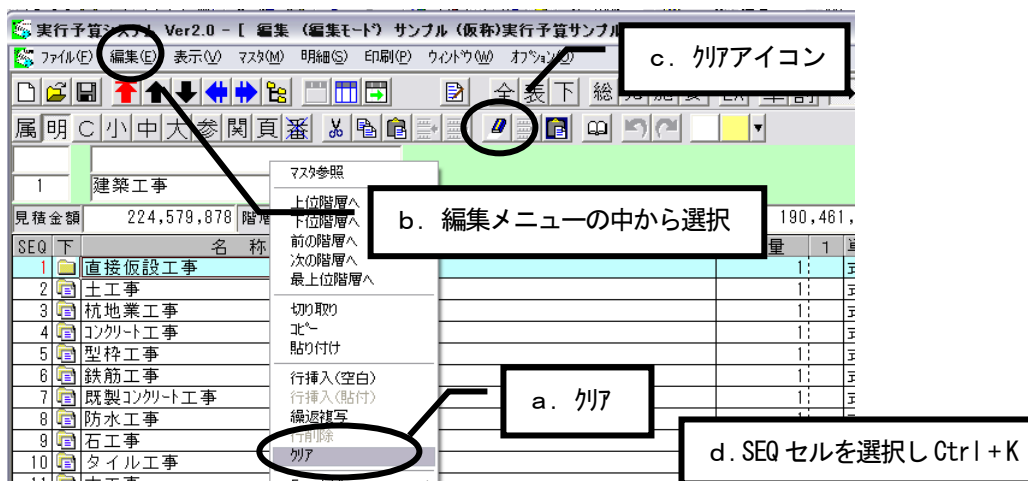 実行予算システム Ver2.0 - [ 編集 (編集モード) サンプル (仮称)実行予算サンプル
ファイル(F) 編集(E) 表示(V) マスタ(M) 明細(S) 印刷(P) ウィンドウ(W) オプション(O)
c. クリアアイコン
全 表 下 総
属 明 C 小 中 大 参 関 頁 番
1 建築工事
マスタ参照
上位階層へ
下位階層へ
前の階層へ
次の階層へ
最上位階層へ
切り取り
コピー
貼り付け
行挿入(空白)
行挿入(貼付)
繰返複写
行削除
クリア
b. 編集メニューの中から選択
見積金額 224,579,878 階層 190,461,
SEQ 下 名 称 量 1
1 直接仮設工事 1
2 土工事 1
3 杭地業工事 1
4 コンクリート工事 1
5 型枠工事 1
6 鉄筋工事 1
7 既製コンクリート工事 1
8 防水工事
9 石工事
10 タイル工事
a. クリア
d.SEQ セルを選択し Ctrl+K